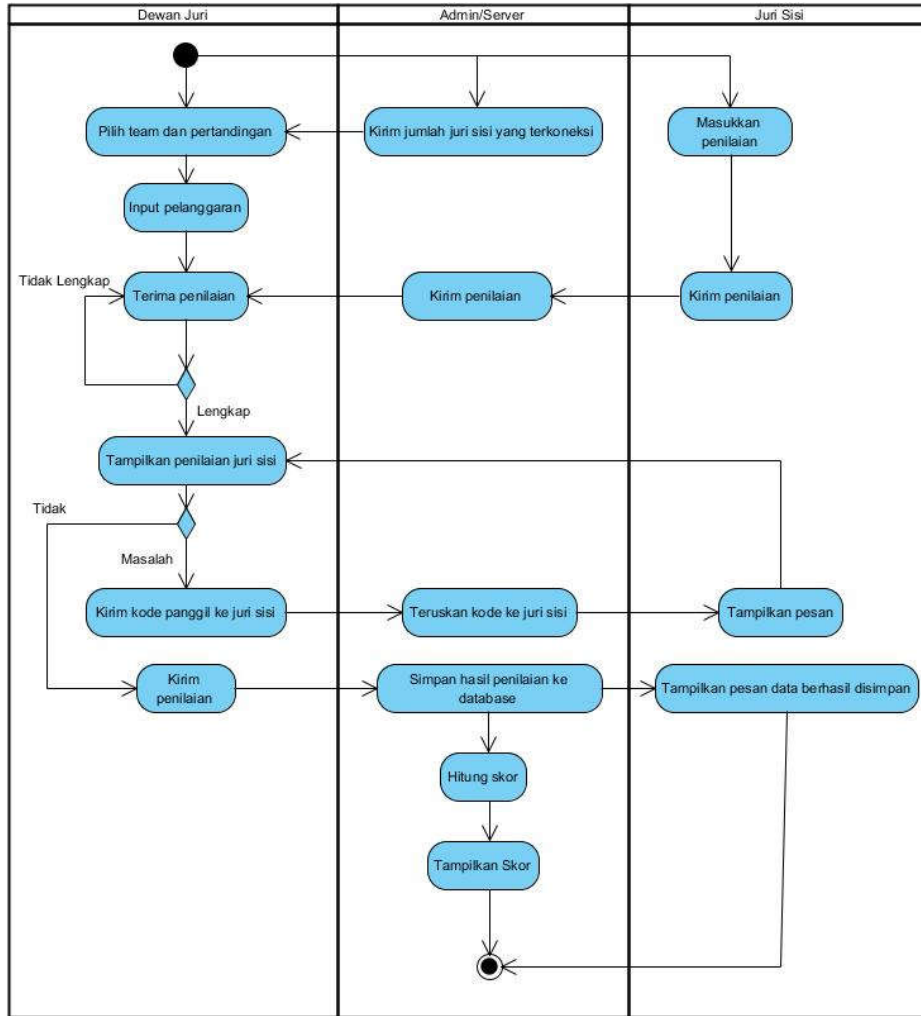 Dewan Juri
Admin/Server
Juri Sisi
Pilih team dan pertandingan
Kirim jumlah juri sisi yang terkoneksi
Masukkan
penilaian
Input pelanggaran
Tidak Lengkap
Terima penilaian
Kirim penilaian
Kirim penilaian
Lengkap
Tampilkan penilaian juri sisi
Tidak
Masalah
Kirim kode panggil ke juri sisi
Teruskan kode ke juri sisi
Tampilkan pesan
Kirim
penilaian
Simpan hasil penilaian ke
database
Tampilkan pesan data berhasil disimpan
Hitung skor
Tampilkan Skor